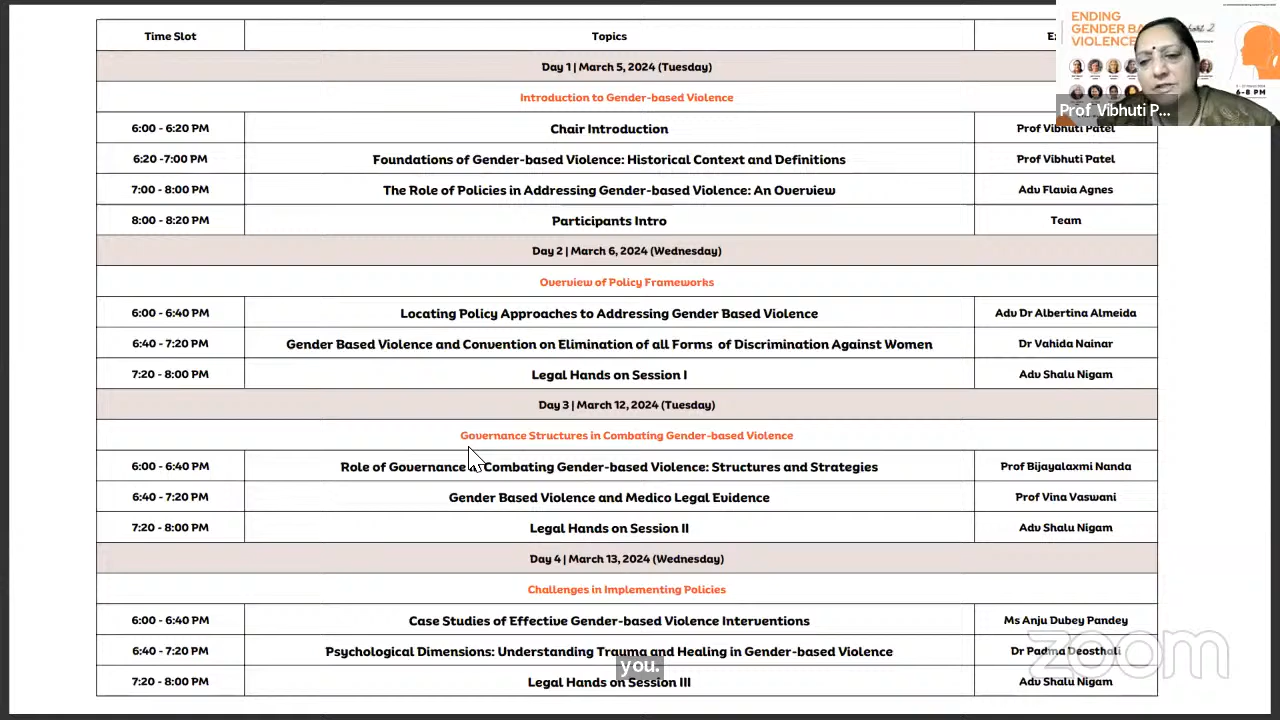 Time Slot Topics
Day 1 | March 5, 2024 (Tuesday)
Introduction to Gender-based Violence
6:00 - 6:20 PM Chair Introduction Prof Vibhuti Patel
6:20 -7:00 PM Foundations of Gender-based Violence: Historical Context and Definitions Prof Vibhuti Patel
7:00 - 8:00 PM The Role of Policies in Addressing Gender-based Violence: An Overview Adv Flavia Agnes
8:00 - 8:20 PM Participants Intro Team
Day 2 | March 6, 2024 (Wednesday)
Overview of Policy Frameworks
6:00 - 6:40 PM Locating Policy Approaches to Addressing Gender Based Violence Adv Dr Albertina Almeida
6:40 - 7:20 PM Gender Based Violence and Convention on Elimination of all Forms of Discrimination Against Women Dr Vahida Nainar
7:20 - 8:00 PM Legal Hands on Session I Adv Shalu Nigam
Day 3 | March 12, 2024 (Tuesday)
Governance Structures in Combating Gender-based Violence
6:00 - 6:40 PM Role of Governance Combating Gender-based Violence: Structures and Strategies Prof Bijayalaxmi Nanda
6:40 - 7:20 PM Gender Based Violence and Medico Legal Evidence Prof Vina Vaswani
7:20 - 8:00 PM Legal Hands on Session II Adv Shalu Nigam
Day 4 | March 13, 2024 (Wednesday)
Challenges in Implementing Policies
6:00 - 6:40 PM Case Studies of Effective Gender-based Violence Interventions Ms Anju Dubey Pandey
6:40 - 7:20 PM Psychological Dimensions: Understanding Trauma and Healing in Gender-based Violence Dr Padma Deosthali
7:20 - 8:00 PM Legal Hands on Session III Adv Shalu Nigam
ENDING
GENDER BA
VIOLENCE
6-8 PM
Prof Vibhuti P...
you.
zoom